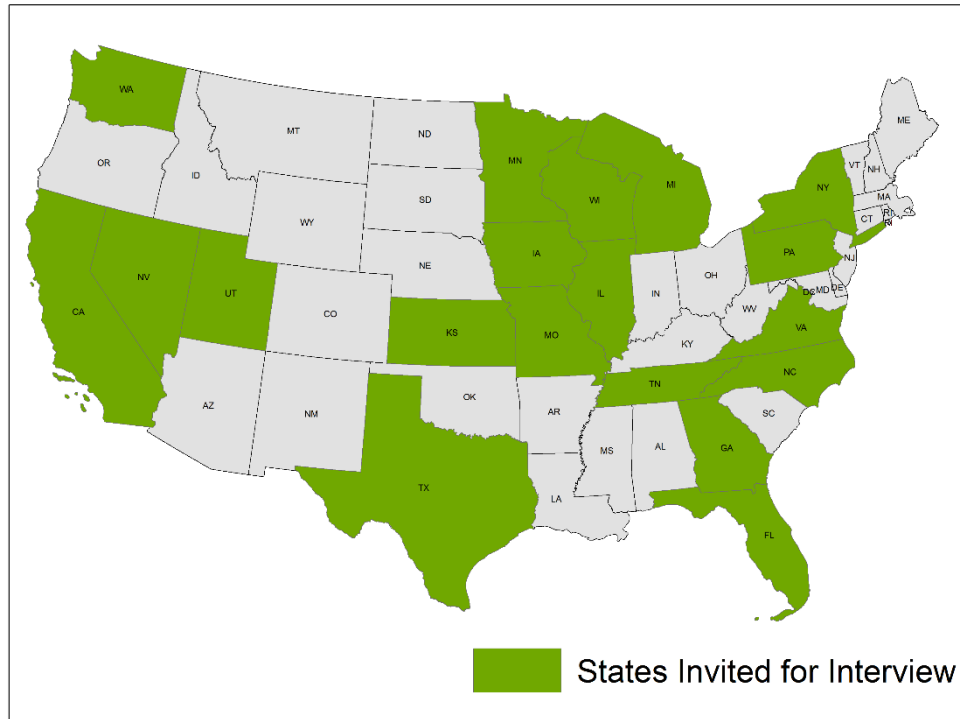 WA
MT
ND
ME
OR
ID
MN
VT
NH
WI
MI
NY
MA
SD
WY
CT
RI
IA
PA
NE
NJ
NV
UT
IL
IN
OH
DC
MD
DE
CA
CO
KS
MO
WV
VA
KY
NC
TN
AZ
NM
OK
AR
SC
MS
AL
GA
TX
LA
FL
States Invited for Interview